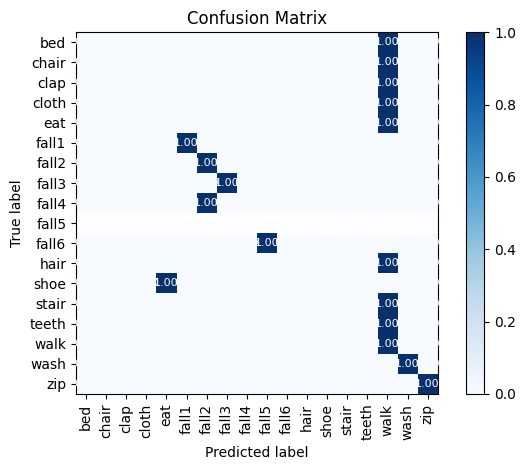 Confusion Matrix
True label
bed 1.00
chair 1.00
clap 1.00
cloth 1.00
eat 1.00
fall1 1.00
fall2 1.00
fall3 1.00
fall4 1.00
fall5
fall6 1.00
hair 1.00
shoe 1.00
stair 1.00
teeth 1.00
walk 1.00
wash 1.00
zip 1.00
bed chair clap cloth eat fall1 fall2 fall3 fall4 fall5 fall6 hair shoe stair teeth walk wash zip
Predicted label
1.0
0.8
0.6
0.4
0.2
0.0